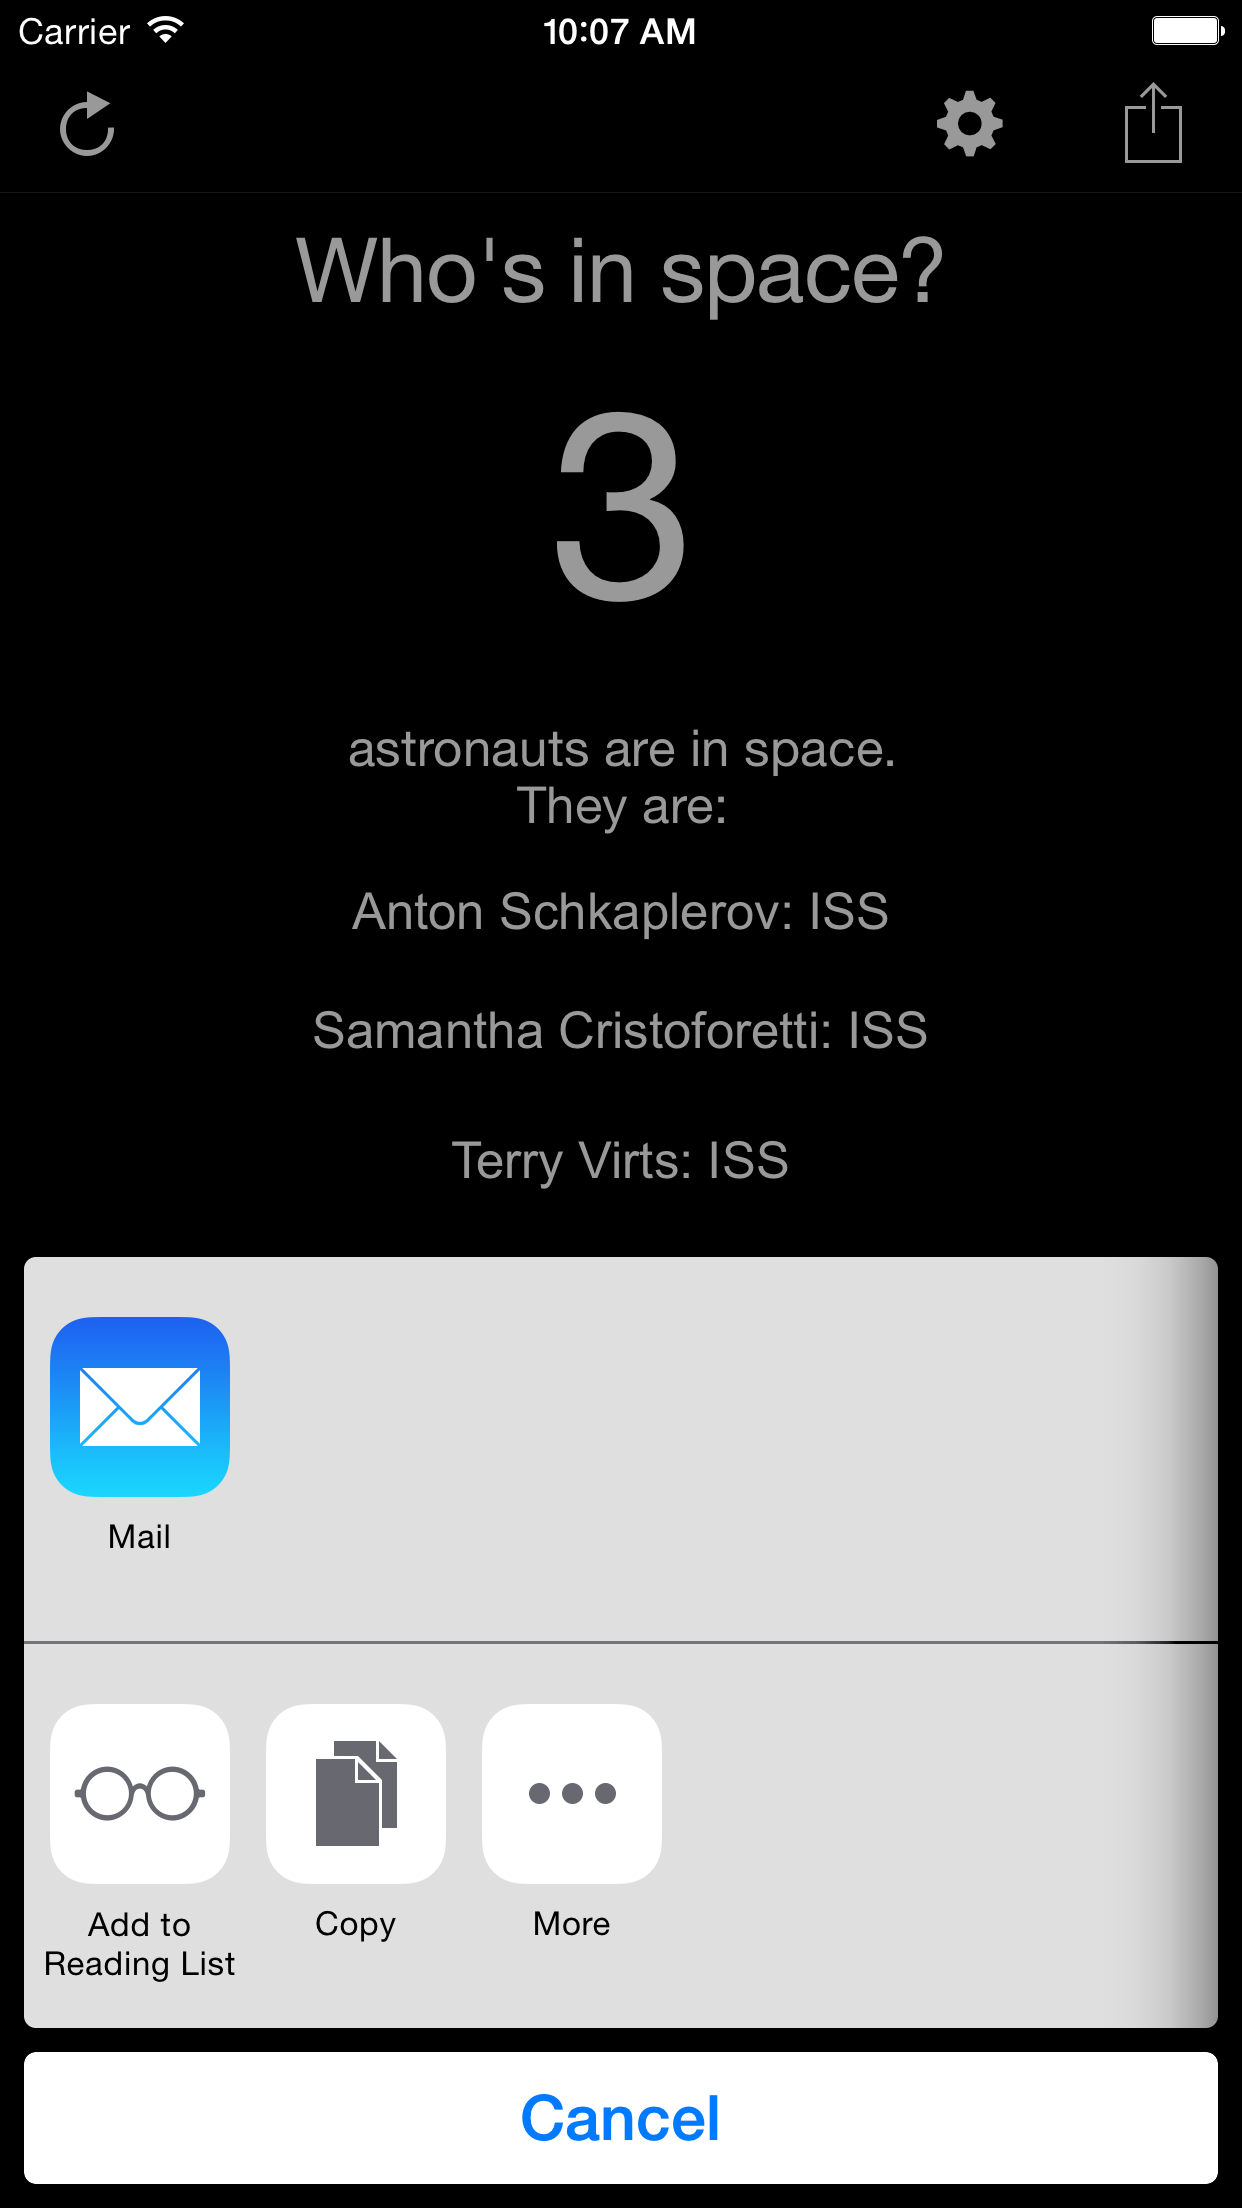 Carrier 10:07 AM
Who's in space?
3
astronauts are in space.
They are:
Anton Schkaplerov: ISS
Samantha Cristoforetti: ISS
Terry Virts: ISS
Mail
Add to
Reading List
Copy
More
Cancel